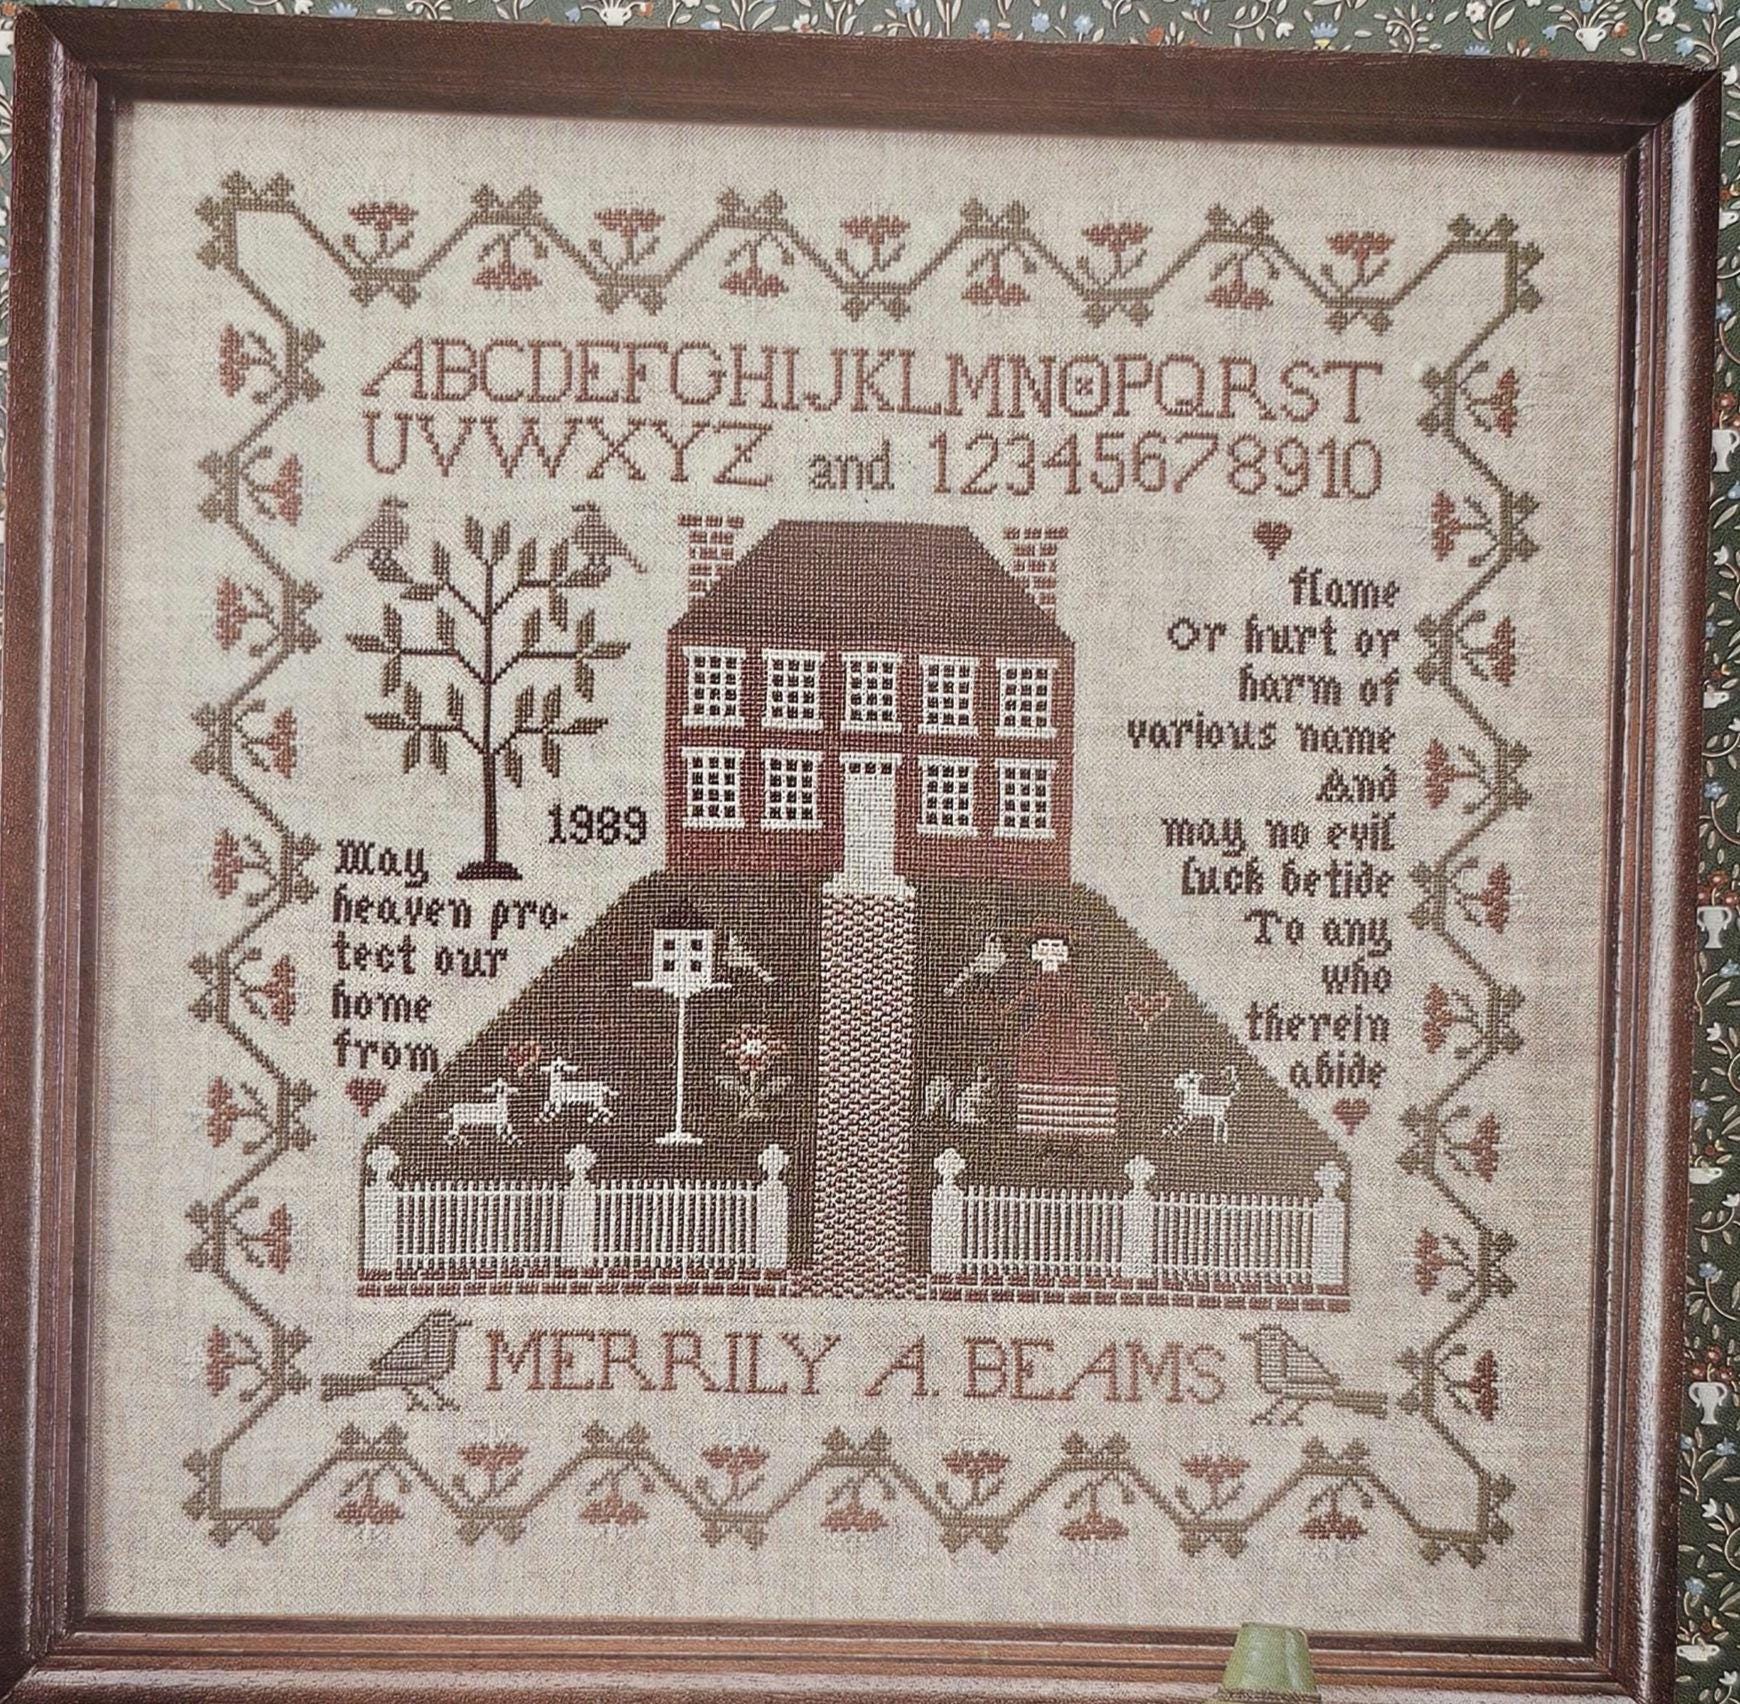 ABCDEFGHIJKLMNOPQRST
UVWXYZ and 12345678910
1989
May
heaven pro-
tect our
home
from
flame
Or hurt or
harm of
various name
And
may no evil
luck betide
To any
who
therein
abide
MERRILY A. BEAMS